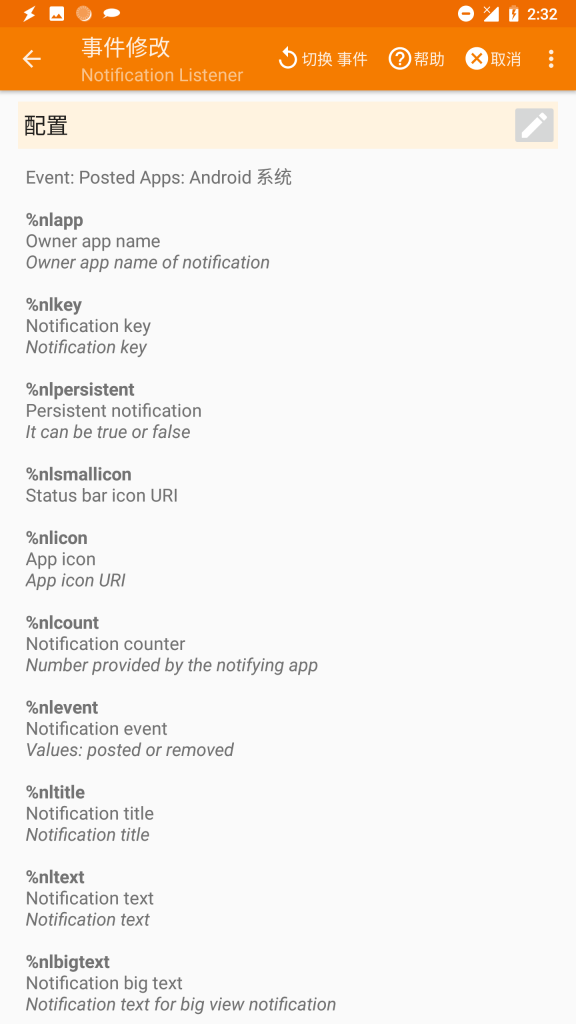 2:32
事件修改
Notification Listener
切换 事件
帮助
取消
配置
Event: Posted Apps: Android 系统
%nlapp
Owner app name
Owner app name of notification
%nlkey
Notification key
Notification key
%nlpersistent
Persistent notification
It can be true or false
%nlsmallicon
Status bar icon URI
%nlicon
App icon
App icon URI
%nlcount
Notification counter
Number provided by the notifying app
%nlevent
Notification event
Values: posted or removed
%nltitle
Notification title
Notification title
%nltext
Notification text
Notification text
%nlbigtext
Notification big text
Notification text for big view notification